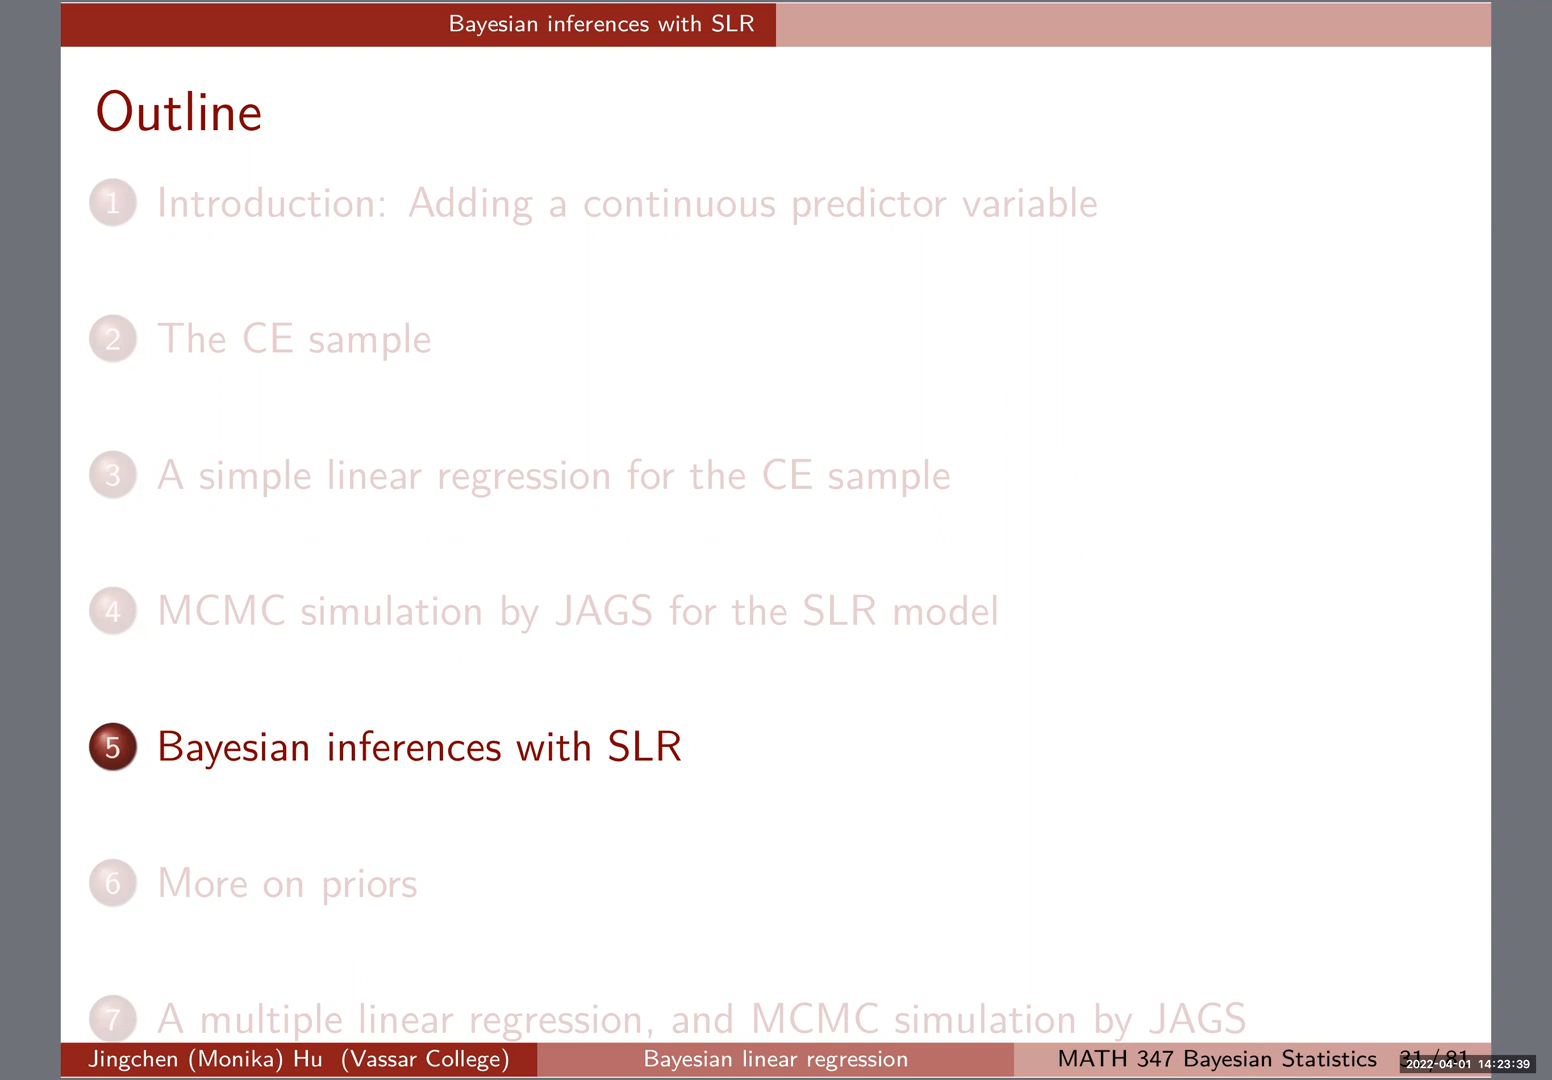 Bayesian inferences with SLR
Outline
1 Introduction: Adding a continuous predictor variable
2 The CE sample
3 A simple linear regression for the CE sample
4 MCMC simulation by JAGS for the SLR model
5 Bayesian inferences with SLR
6 More on priors
7 A multiple linear regression, and MCMC simulation by JAGS
Jingchen (Monika) Hu (Vassar College) Bayesian linear regression MATH 347 Bayesian Statistics 31 / 81
2022-04-01 14:23:39